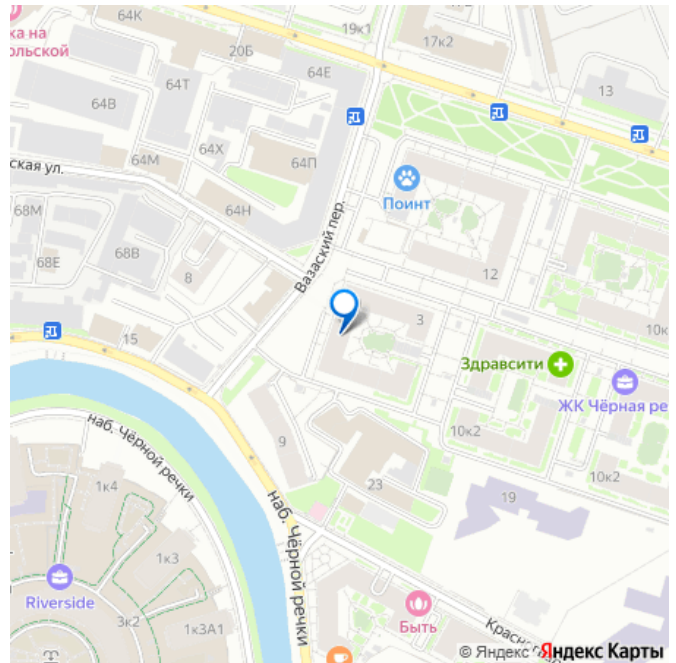 64К
19к1
17к2
ка на
ольской
20Б
64Т
64Е
13
64В
64Х
64М
64П
ская ул.
Поинт
68М
64Н
Вазаский пер.
68В
68Е
8
12
15
3
10к
Здравсити
ЖК Чёрная ре
наб. Чёрной речки
9
10к2
1к4
23
10к2
19
наб. Чёрной речки
1к3
Riverside
3к2
1к3А1
Быть
Красно
© Яндекс Яндекс Карты